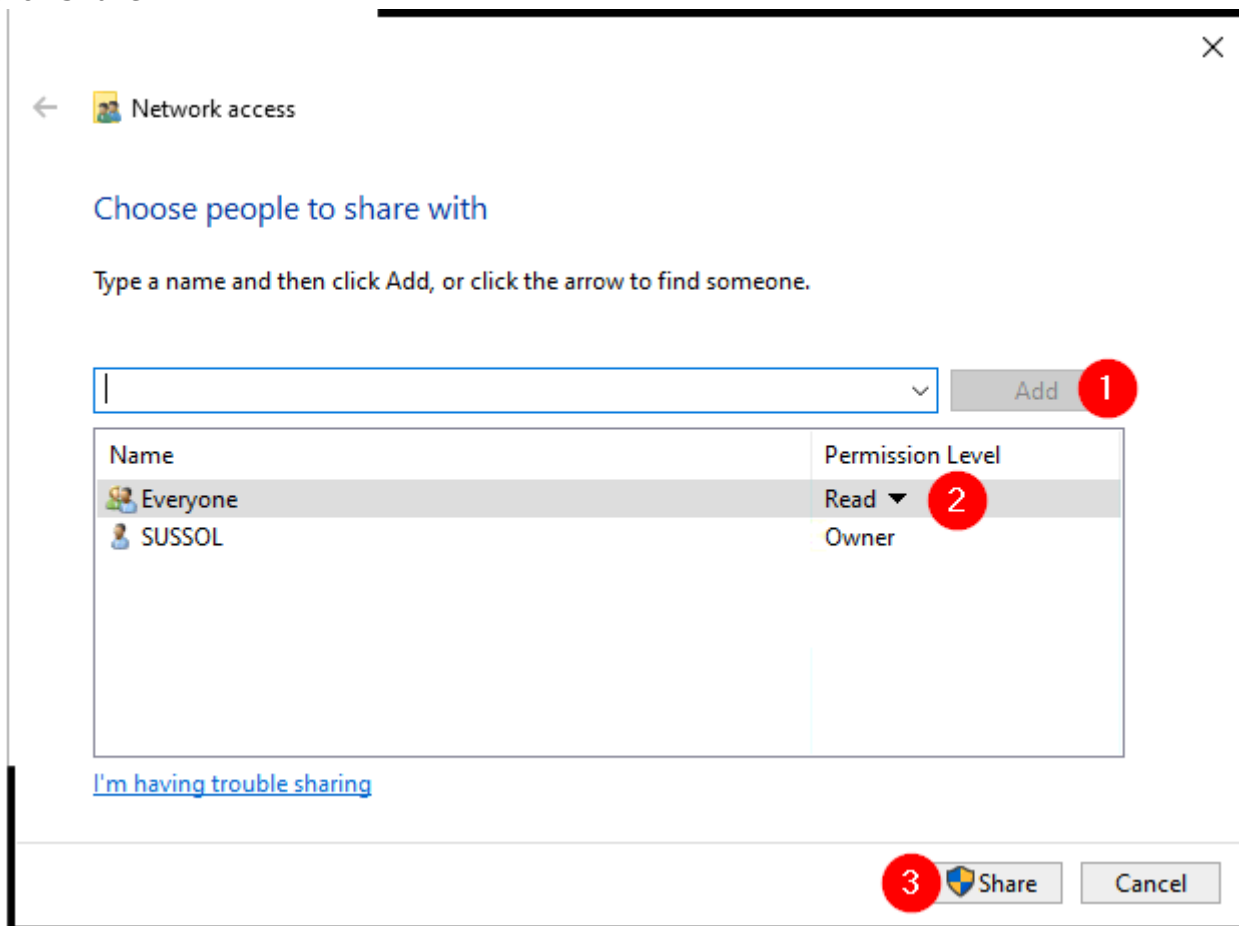 Network access
Choose people to share with
Type a name and then click Add, or click the arrow to find someone.
Add 1
Name Permission Level
Everyone Read 2
SUSSOL Owner
I'm having trouble sharing
3 Share Cancel